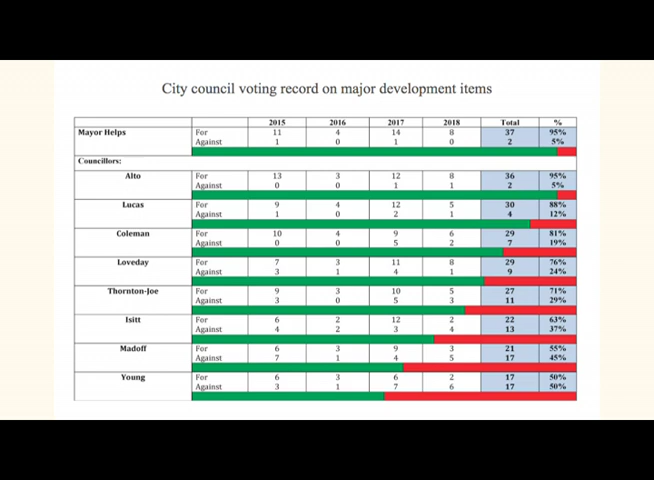 City council voting record on major development items
2015 2016 2017 2018 Total %
Mayor Helps For 11 4 14 8 37 95%
Against 1 0 1 0 2 5%
Councillors:
Alto For 13 3 12 8 36 95%
Against 0 0 1 1 2 5%
Lucas For 9 4 12 5 30 88%
Against 1 0 2 1 4 12%
Coleman For 10 4 9 6 29 81%
Against 0 0 5 2 7 19%
Loveday For 7 3 11 8 29 76%
Against 3 1 4 1 9 24%
Thornton-Joe For 9 3 10 5 27 71%
Against 3 0 5 3 11 29%
Isitt For 6 2 12 2 22 63%
Against 4 2 3 4 13 37%
Madoff For 6 3 9 3 21 55%
Against 7 1 4 5 17 45%
Young For 6 3 6 2 17 50%
Against 3 1 7 6 17 50%